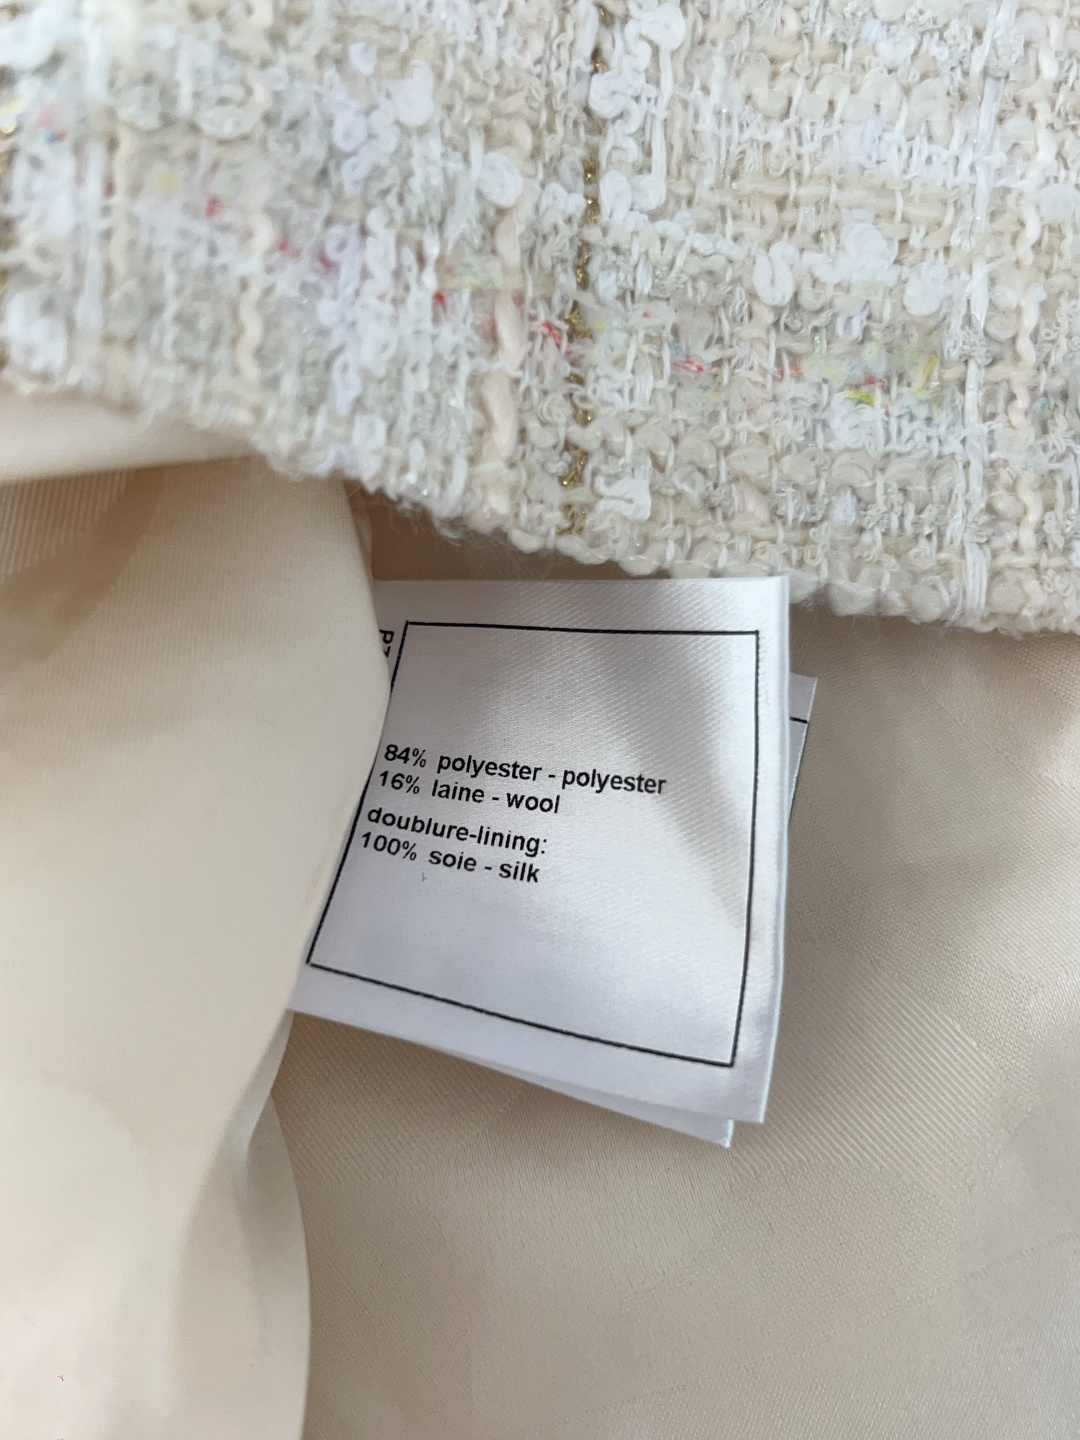 84% polyester - polyester
16% laine - wool
doublure-lining:
100% soie - silk